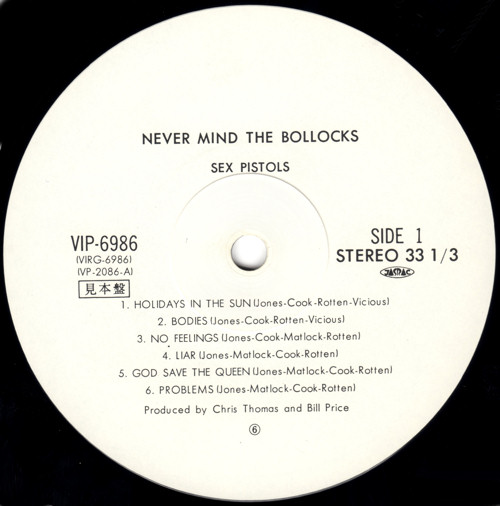 NEVER MIND THE BOLLOCKS
SEX PISTOLS
VIP-6986
(VIRG-6986)
(VP-2086-A)
見本盤
SIDE 1
STEREO 33 1/3
JASRAC
1. HOLIDAYS IN THE SUN (Jones-Cook-Rotten-Vicious)
2. BODIES (Jones-Cook-Rotten-Vicious)
3. NO FEELINGS (Jones-Cook-Matlock-Rotten)
4. LIAR (Jones-Matlock-Cook-Rotten)
5. GOD SAVE THE QUEEN (Jones-Matlock-Cook-Rotten)
6. PROBLEMS (Jones-Matlock-Cook-Rotten)
Produced by Chris Thomas and Bill Price
⑥